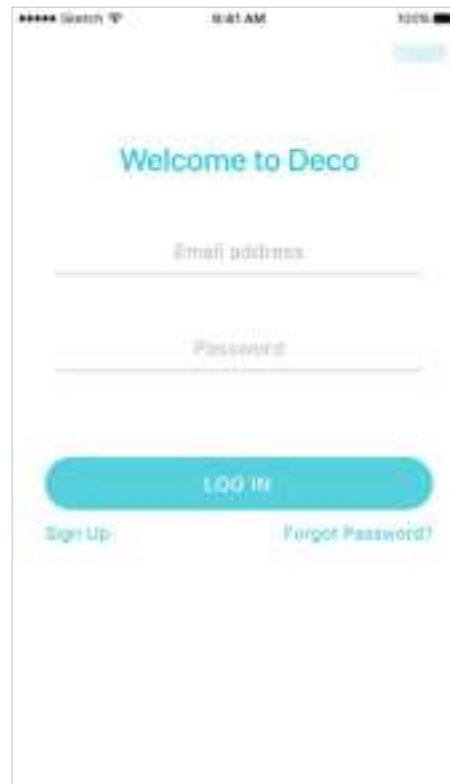 Sketch 9:41 AM 100%
Welcome to Deco
Email address
Password
LOG IN
Sign Up Forgot Password?